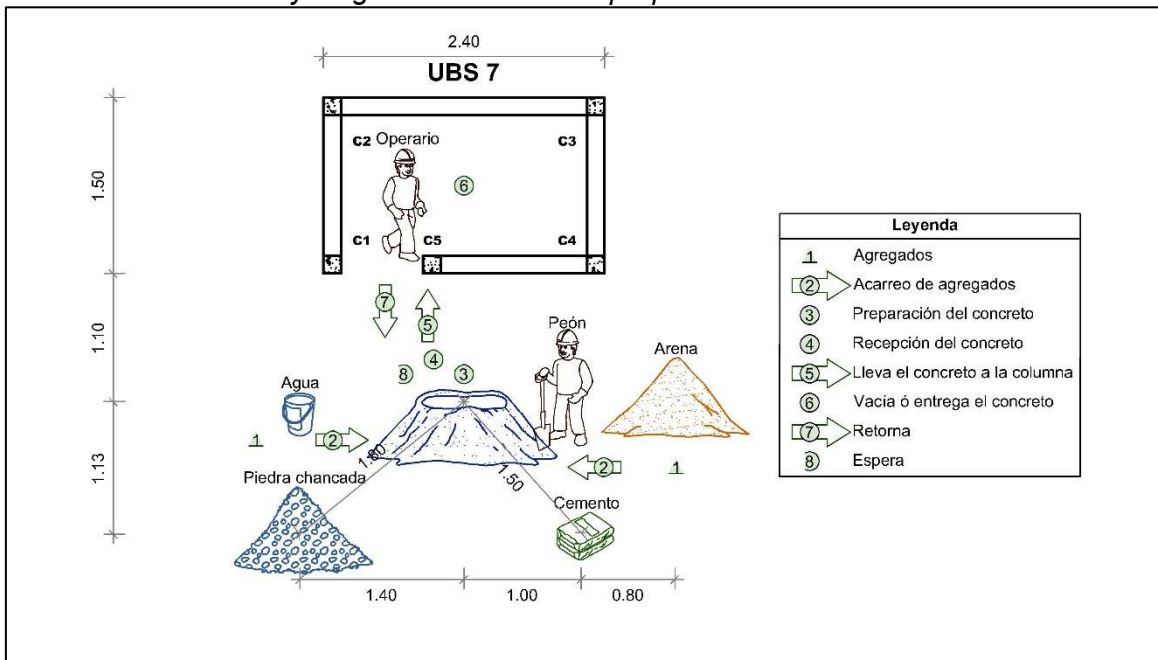 2.40
UBS 7
C2 Operario
C3
6
1.50
C1
C5
C4
7
5
1.10
Peón
4
Arena
8
3
Agua
1
2
1.80
1.50
2
1
1.13
Piedra chancada
Cemento
1.40
1.00
0.80
Leyenda
1 Agregados
2 Acarreo de agregados
3 Preparación del concreto
4 Recepción del concreto
5 Lleva el concreto a la columna
6 Vacía ó entrega el concreto
7 Retorna
8 Espera